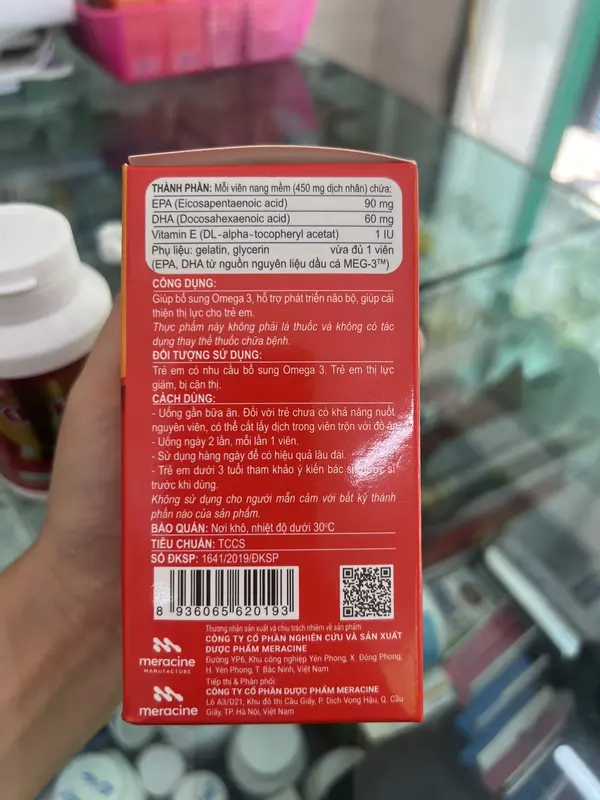 THÀNH PHẦN: Mỗi viên nang mềm (450 mg dịch nhân) chứa:
EPA (Eicosapentaenoic acid) 90 mg
DHA (Docosahexaenoic acid) 60 mg
Vitamin E (DL-alpha-tocopheryl acetat) 1 IU
Phụ liệu: gelatin, glycerin vừa đủ 1 viên
(EPA, DHA từ nguồn nguyên liệu dầu cá MEG-3™)
CÔNG DỤNG:
Giúp bổ sung Omega 3, hỗ trợ phát triển não bộ, giúp cải
thiện thị lực cho trẻ em.
Thực phẩm này không phải là thuốc và không có tác
dụng thay thế thuốc chữa bệnh.
ĐỐI TƯỢNG SỬ DỤNG:
Trẻ em có nhu cầu bổ sung Omega 3. Trẻ em thị lực
giảm, bị cận thị.
CÁCH DÙNG:
- Uống gần bữa ăn. Đối với trẻ chưa có khả năng nuốt
nguyên viên, có thể cắt lấy dịch trong viên trộn với đồ ăn.
- Uống ngày 2 lần, mỗi lần 1 viên.
- Sử dụng hàng ngày để có hiệu quả lâu dài.
- Trẻ em dưới 3 tuổi tham khảo ý kiến bác sĩ, dược sĩ
trước khi dùng.
Không sử dụng cho người mẫn cảm với bất kỳ thành
phần nào của sản phẩm.
BẢO QUẢN: Nơi khô, nhiệt độ dưới 30°C
TIÊU CHUẨN: TCCS
SỐ ĐKSP: 1641/2019/ĐKSP
8 936065 620193
Thương nhân sản xuất và chịu trách nhiệm về sản phẩm:
CÔNG TY CỔ PHẦN NGHIÊN CỨU VÀ SẢN XUẤT
DƯỢC PHẨM MERACINE
meracine
MANUFACTURE
Đường YP6, Khu công nghiệp Yên Phong, X. Đông Phong,
H. Yên Phong, T. Bắc Ninh, Việt Nam
Tiếp thị & Phân phối:
CÔNG TY CỔ PHẦN DƯỢC PHẨM MERACINE
meracine
Lô A3/D21, Khu đô thị Cầu Giấy, P. Dịch Vọng Hậu, Q. Cầu
Giấy, TP. Hà Nội, Việt Nam